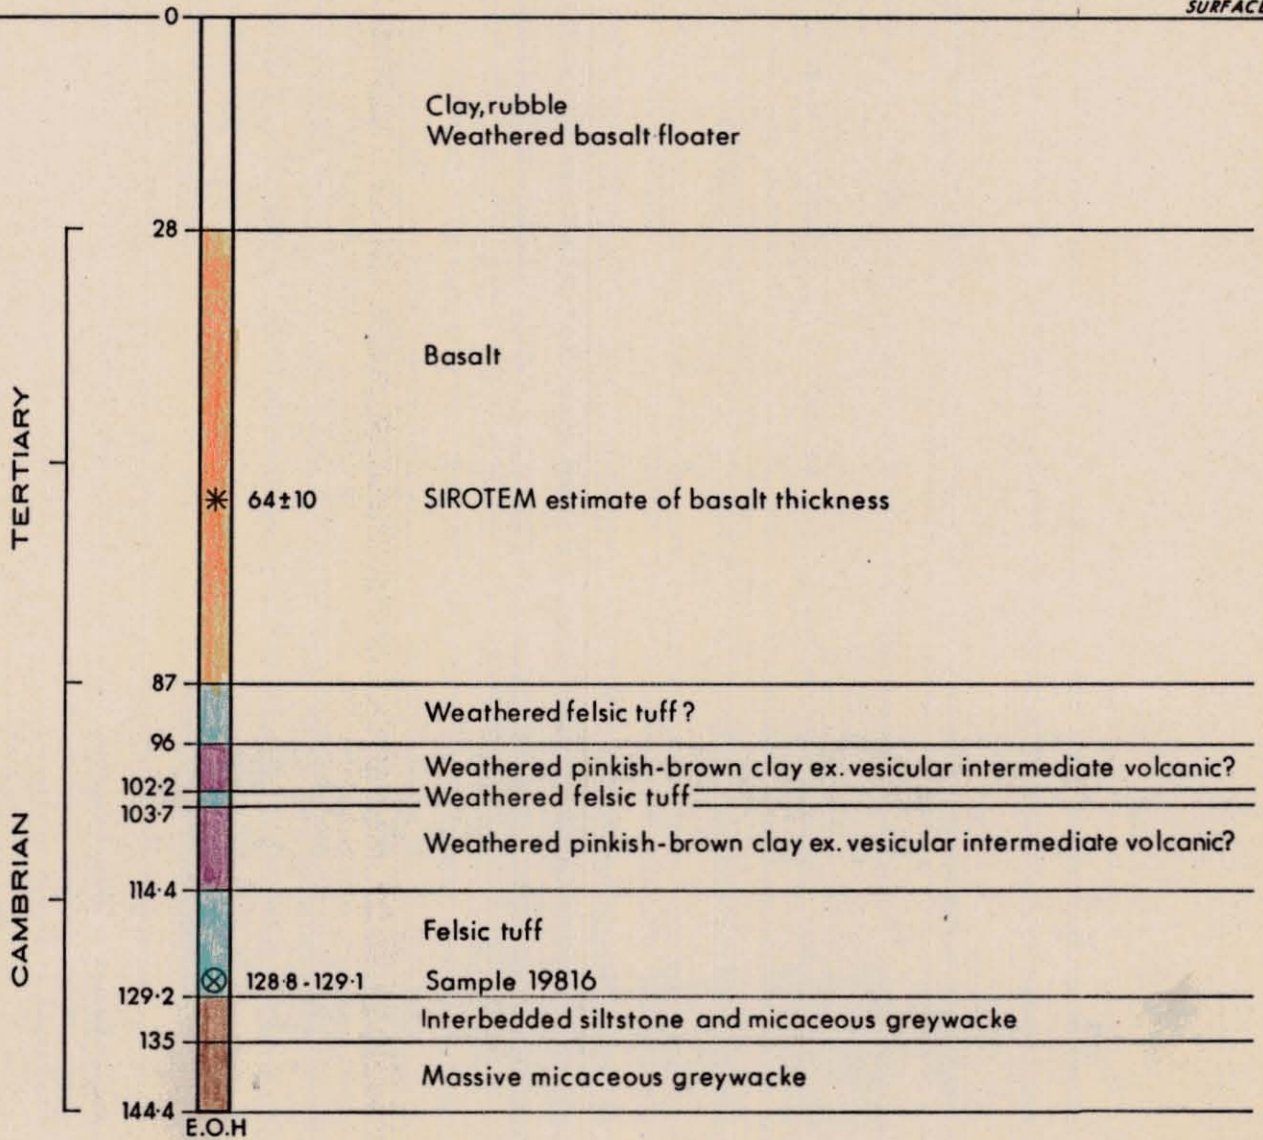 SURFACE
0
Clay, rubble
Weathered basalt floater
28
Basalt
TERTIARY
64±10 SIROTEM estimate of basalt thickness
87
Weathered felsic tuff?
96
Weathered pinkish-brown clay ex. vesicular intermediate volcanic?
102·2
Weathered felsic tuff
103·7
Weathered pinkish-brown clay ex. vesicular intermediate volcanic?
CAMBRIAN
114·4
Felsic tuff
128·8 - 129·1 Sample 19816
129·2
Interbedded siltstone and micaceous greywacke
135
Massive micaceous greywacke
144·4
E.O.H